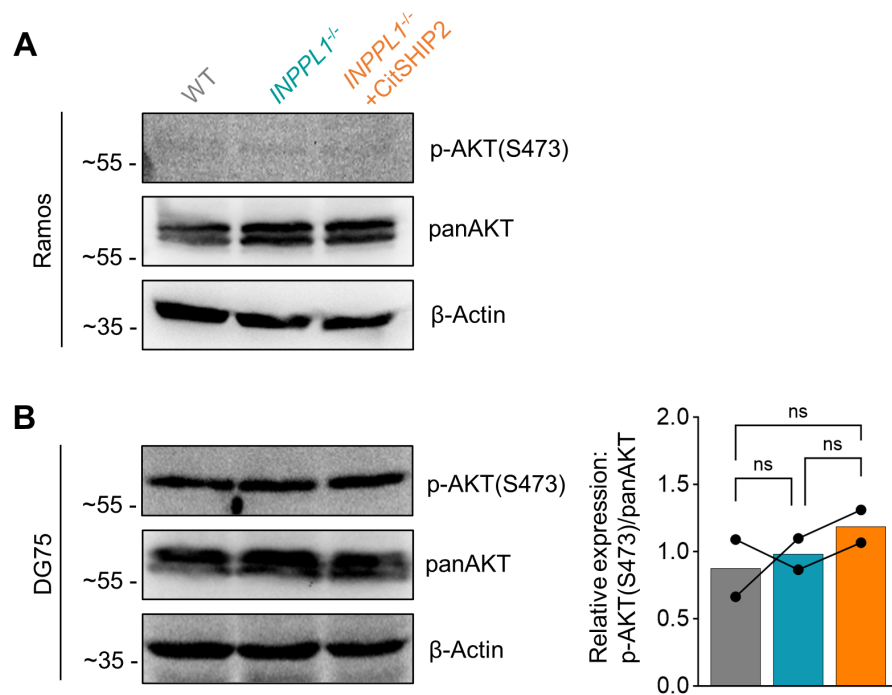 A
WT
INPPL1-/-
INPPL1-/-
+CitSHIP2
Ramos
~55 -
p-AKT(S473)
~55 -
panAKT
~35 -
β-Actin
B
DG75
~55 -
p-AKT(S473)
~55 -
panAKT
~35 -
β-Actin
Relative expression:
p-AKT(S473)/panAKT
2.0
1.5
1.0
0.5
0.0
ns
ns
ns